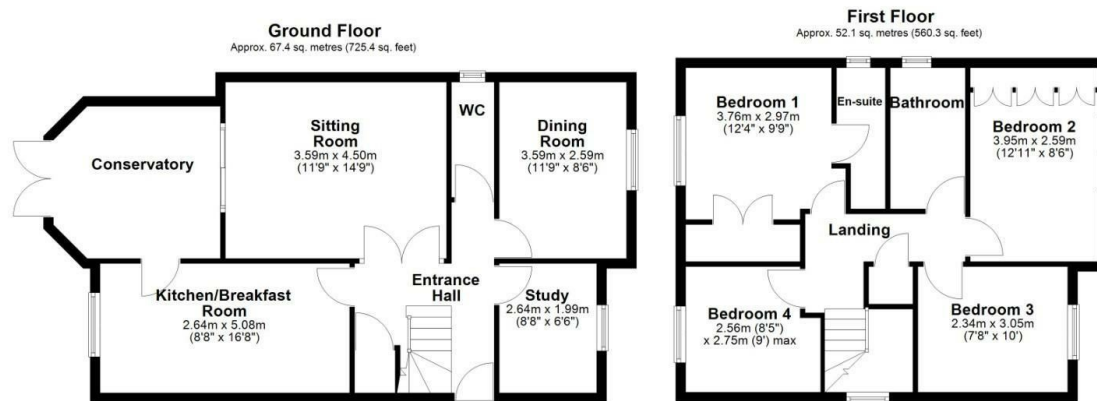 Ground Floor
Approx. 67.4 sq. metres (725.4 sq. feet)
Conservatory
Sitting
Room
3.59m x 4.50m
(11'9" x 14'9")
WC
Dining
Room
3.59m x 2.59m
(11'9" x 8'6")
Kitchen/Breakfast
Room
2.64m x 5.08m
(8'8" x 16'8")
Entrance
Hall
Study
2.64m x 1.99m
(8'8" x 6'6")
First Floor
Approx. 52.1 sq. metres (560.3 sq. feet)
Bedroom 1
3.76m x 2.97m
(12'4" x 9'9")
En-suite
Bathroom
Bedroom 2
3.95m x 2.59m
(12'11" x 8'6")
Landing
Bedroom 4
2.56m (8'5")
x 2.75m (9') max
Bedroom 3
2.34m x 3.05m
(7'8" x 10')